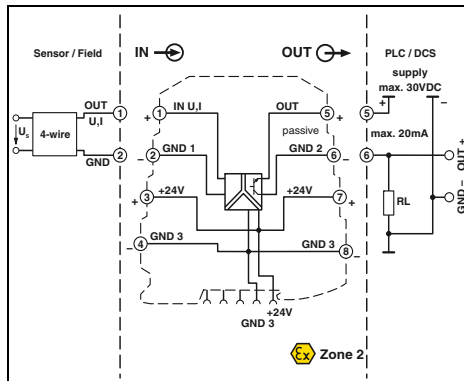 Sensor / Field
IN
OUT
PLC / DCS
supply
max. 30VDC
+
−
OUT
U,I
1
+
1
IN U,I
OUT
5
+
5
Us
4-wire
passive
max. 20mA
GND
2
−
2
GND 1
GND 2
6
−
6
+
OUT+
+
3
+24V
+24V
7
+
RL
−
GND−
−
4
GND 3
GND 3
8
−
+24V
GND 3
Ex
Zone 2